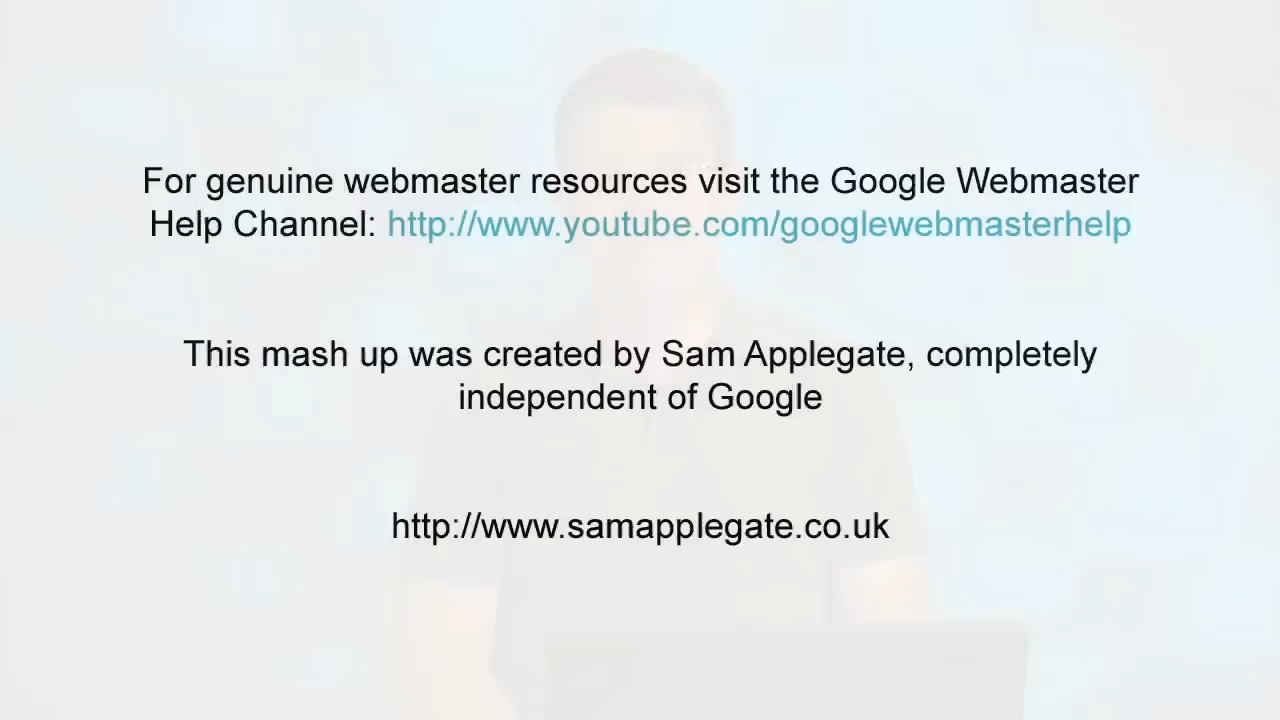 For genuine webmaster resources visit the Google Webmaster
Help Channel: http://www.youtube.com/googlewebmasterhelp
This mash up was created by Sam Applegate, completely
independent of Google
http://www.samapplegate.co.uk